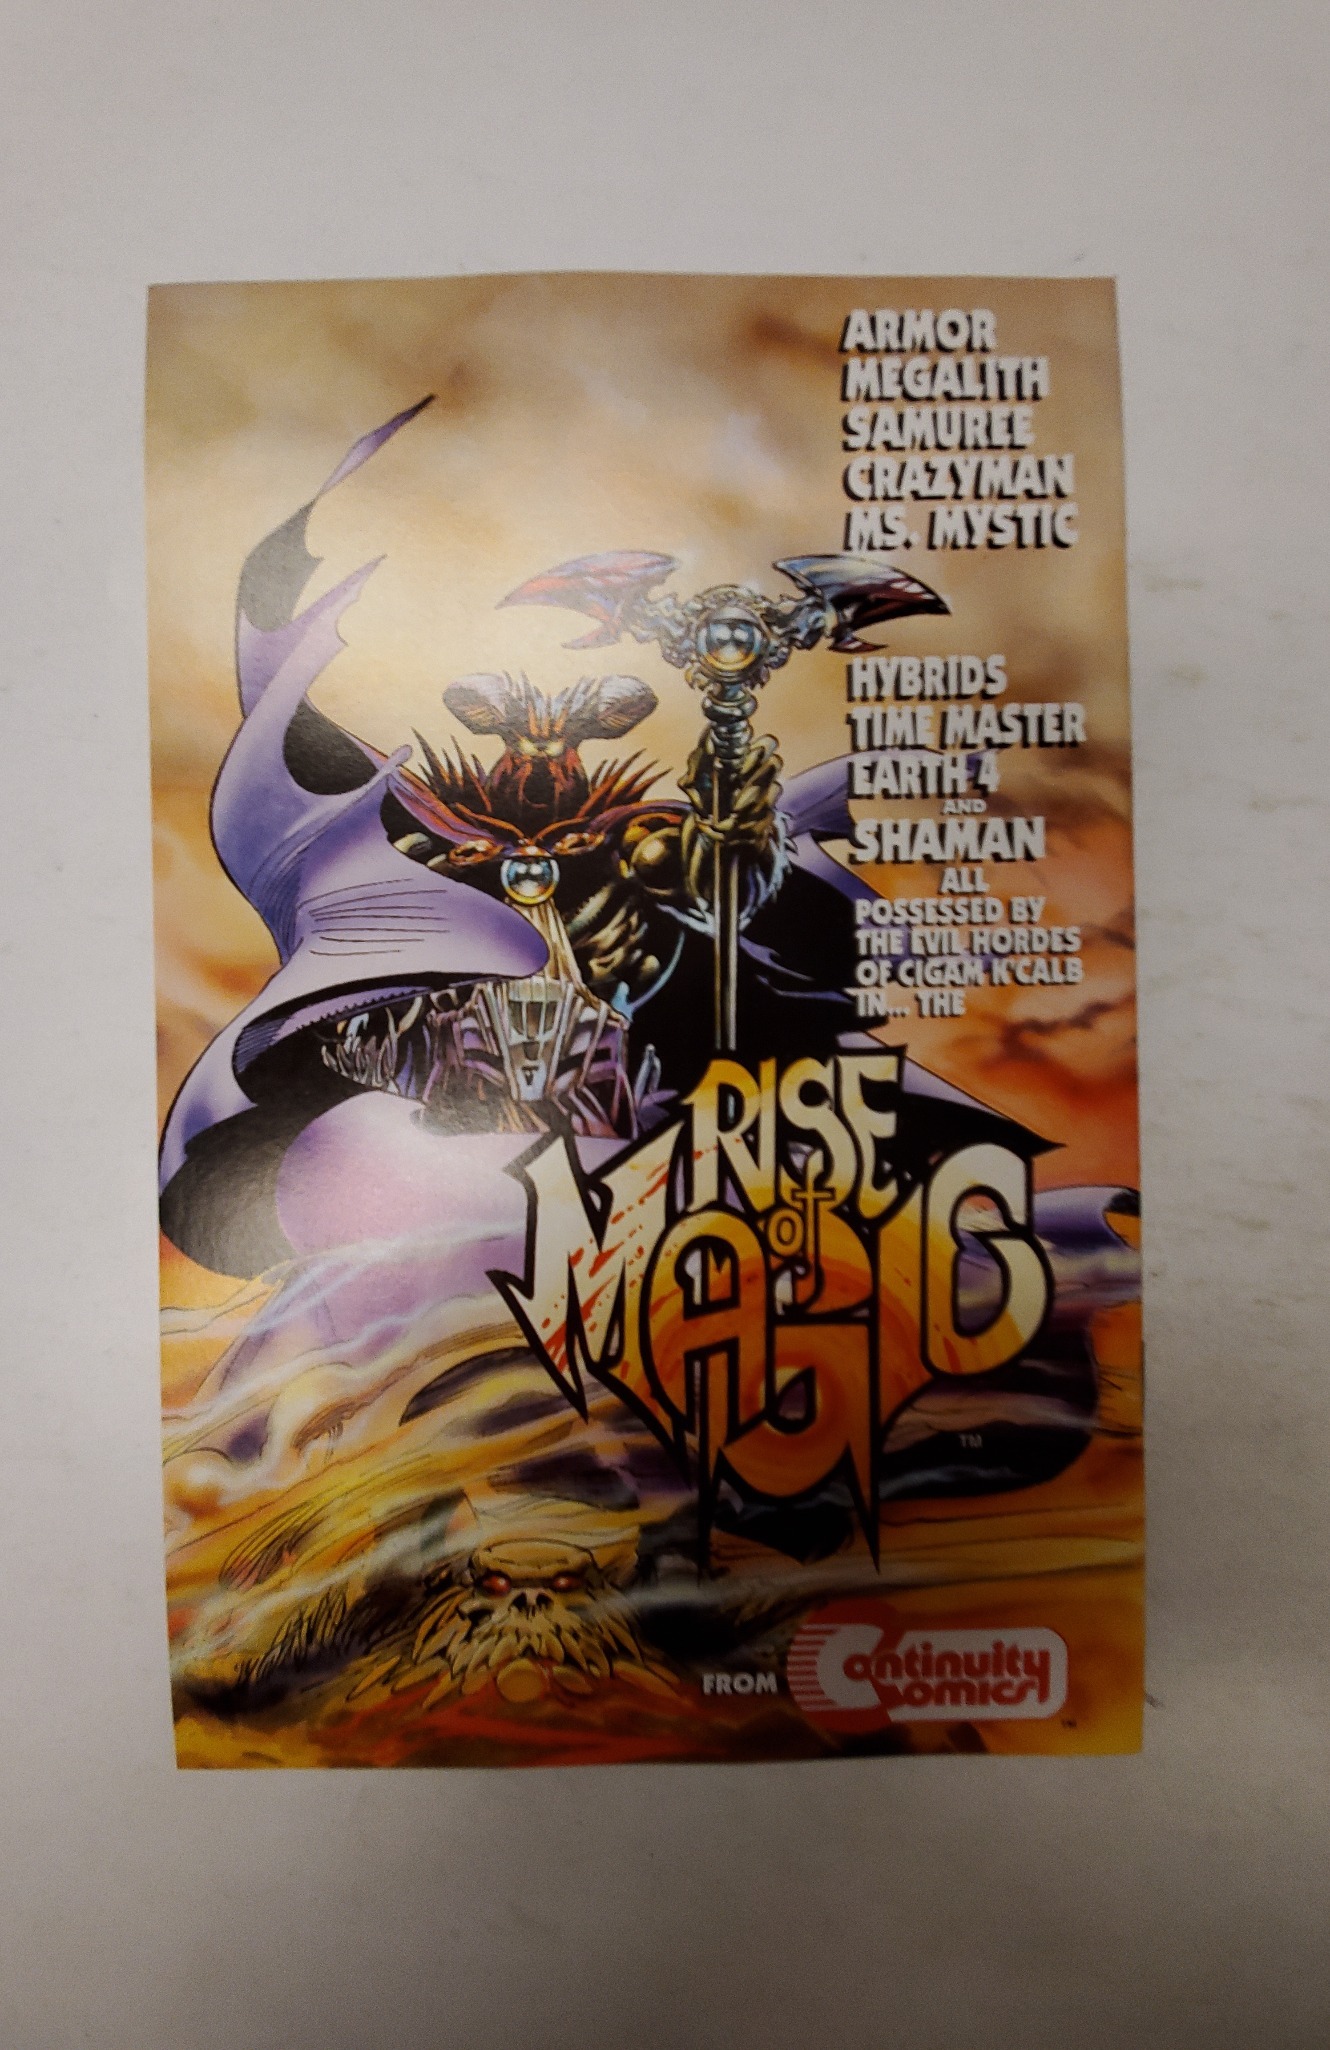 ARMOR
MEGALITH
SAMUREE
CRAZYMAN
MS. MYSTIC
HYBRIDS
TIME MASTER
EARTH 4
AND
SHAMAN
ALL
POSSESSED BY
THE EVIL HORDES
OF CIGAM K'CALB
IN... THE
RISE
of
MAGIC
TM
FROM
Continuity
Comics
TM